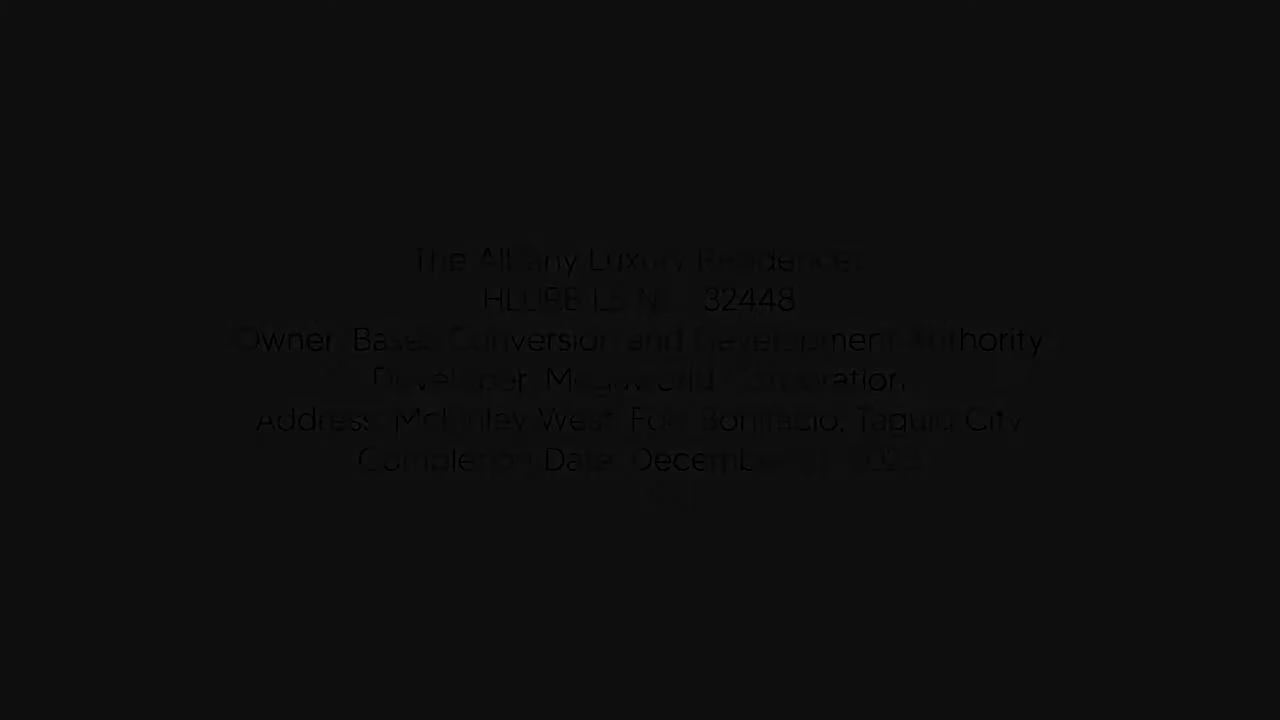 The Albany Luxury Residences
HLURB LS No. 32448
Owner: Bases Conversion and Development Authority
Developer: Megaworld Corporation
Address: McKinley West, Fort Bonifacio, Taguig City
Completion Date: December